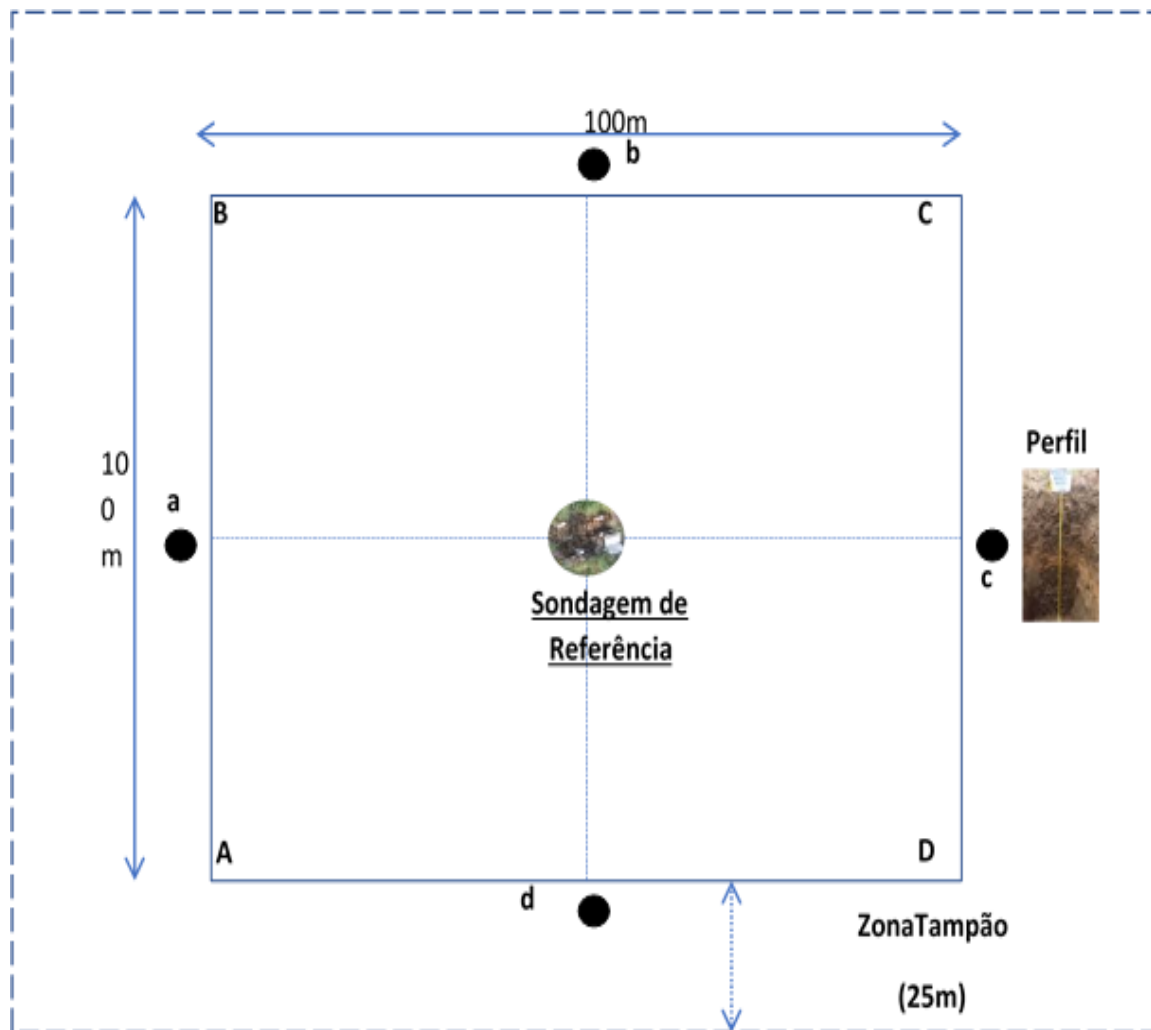 100m
b
B
C
Perfil
10
0
m
a
c
Sondagem de
Referência
A
D
d
ZonaTampão
(25m)